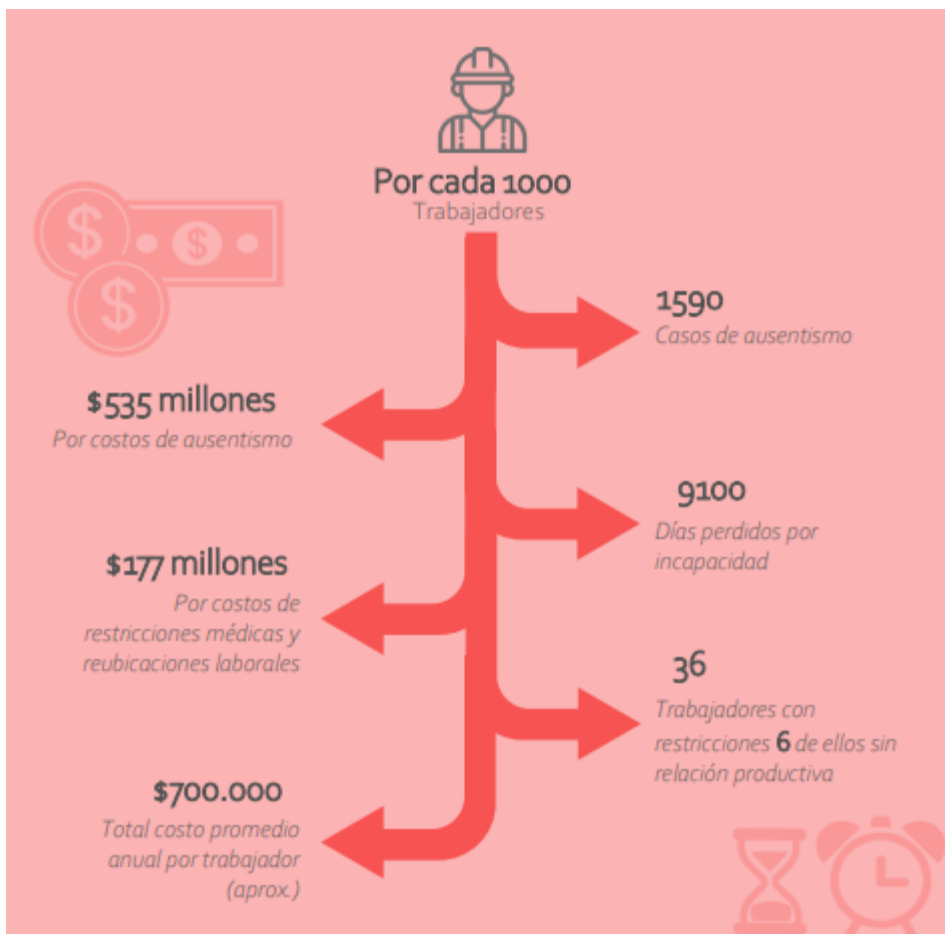 Por cada 1000
Trabajadores
1590
Casos de ausentismo
$535 millones
Por costos de ausentismo
9100
Días perdidos por
incapacidad
$177 millones
Por costos de
restricciones médicas y
reubicaciones laborales
36
Trabajadores con
restricciones 6 de ellos sin
relación productiva
$700.000
Total costo promedio
anual por trabajador
(aprox.)